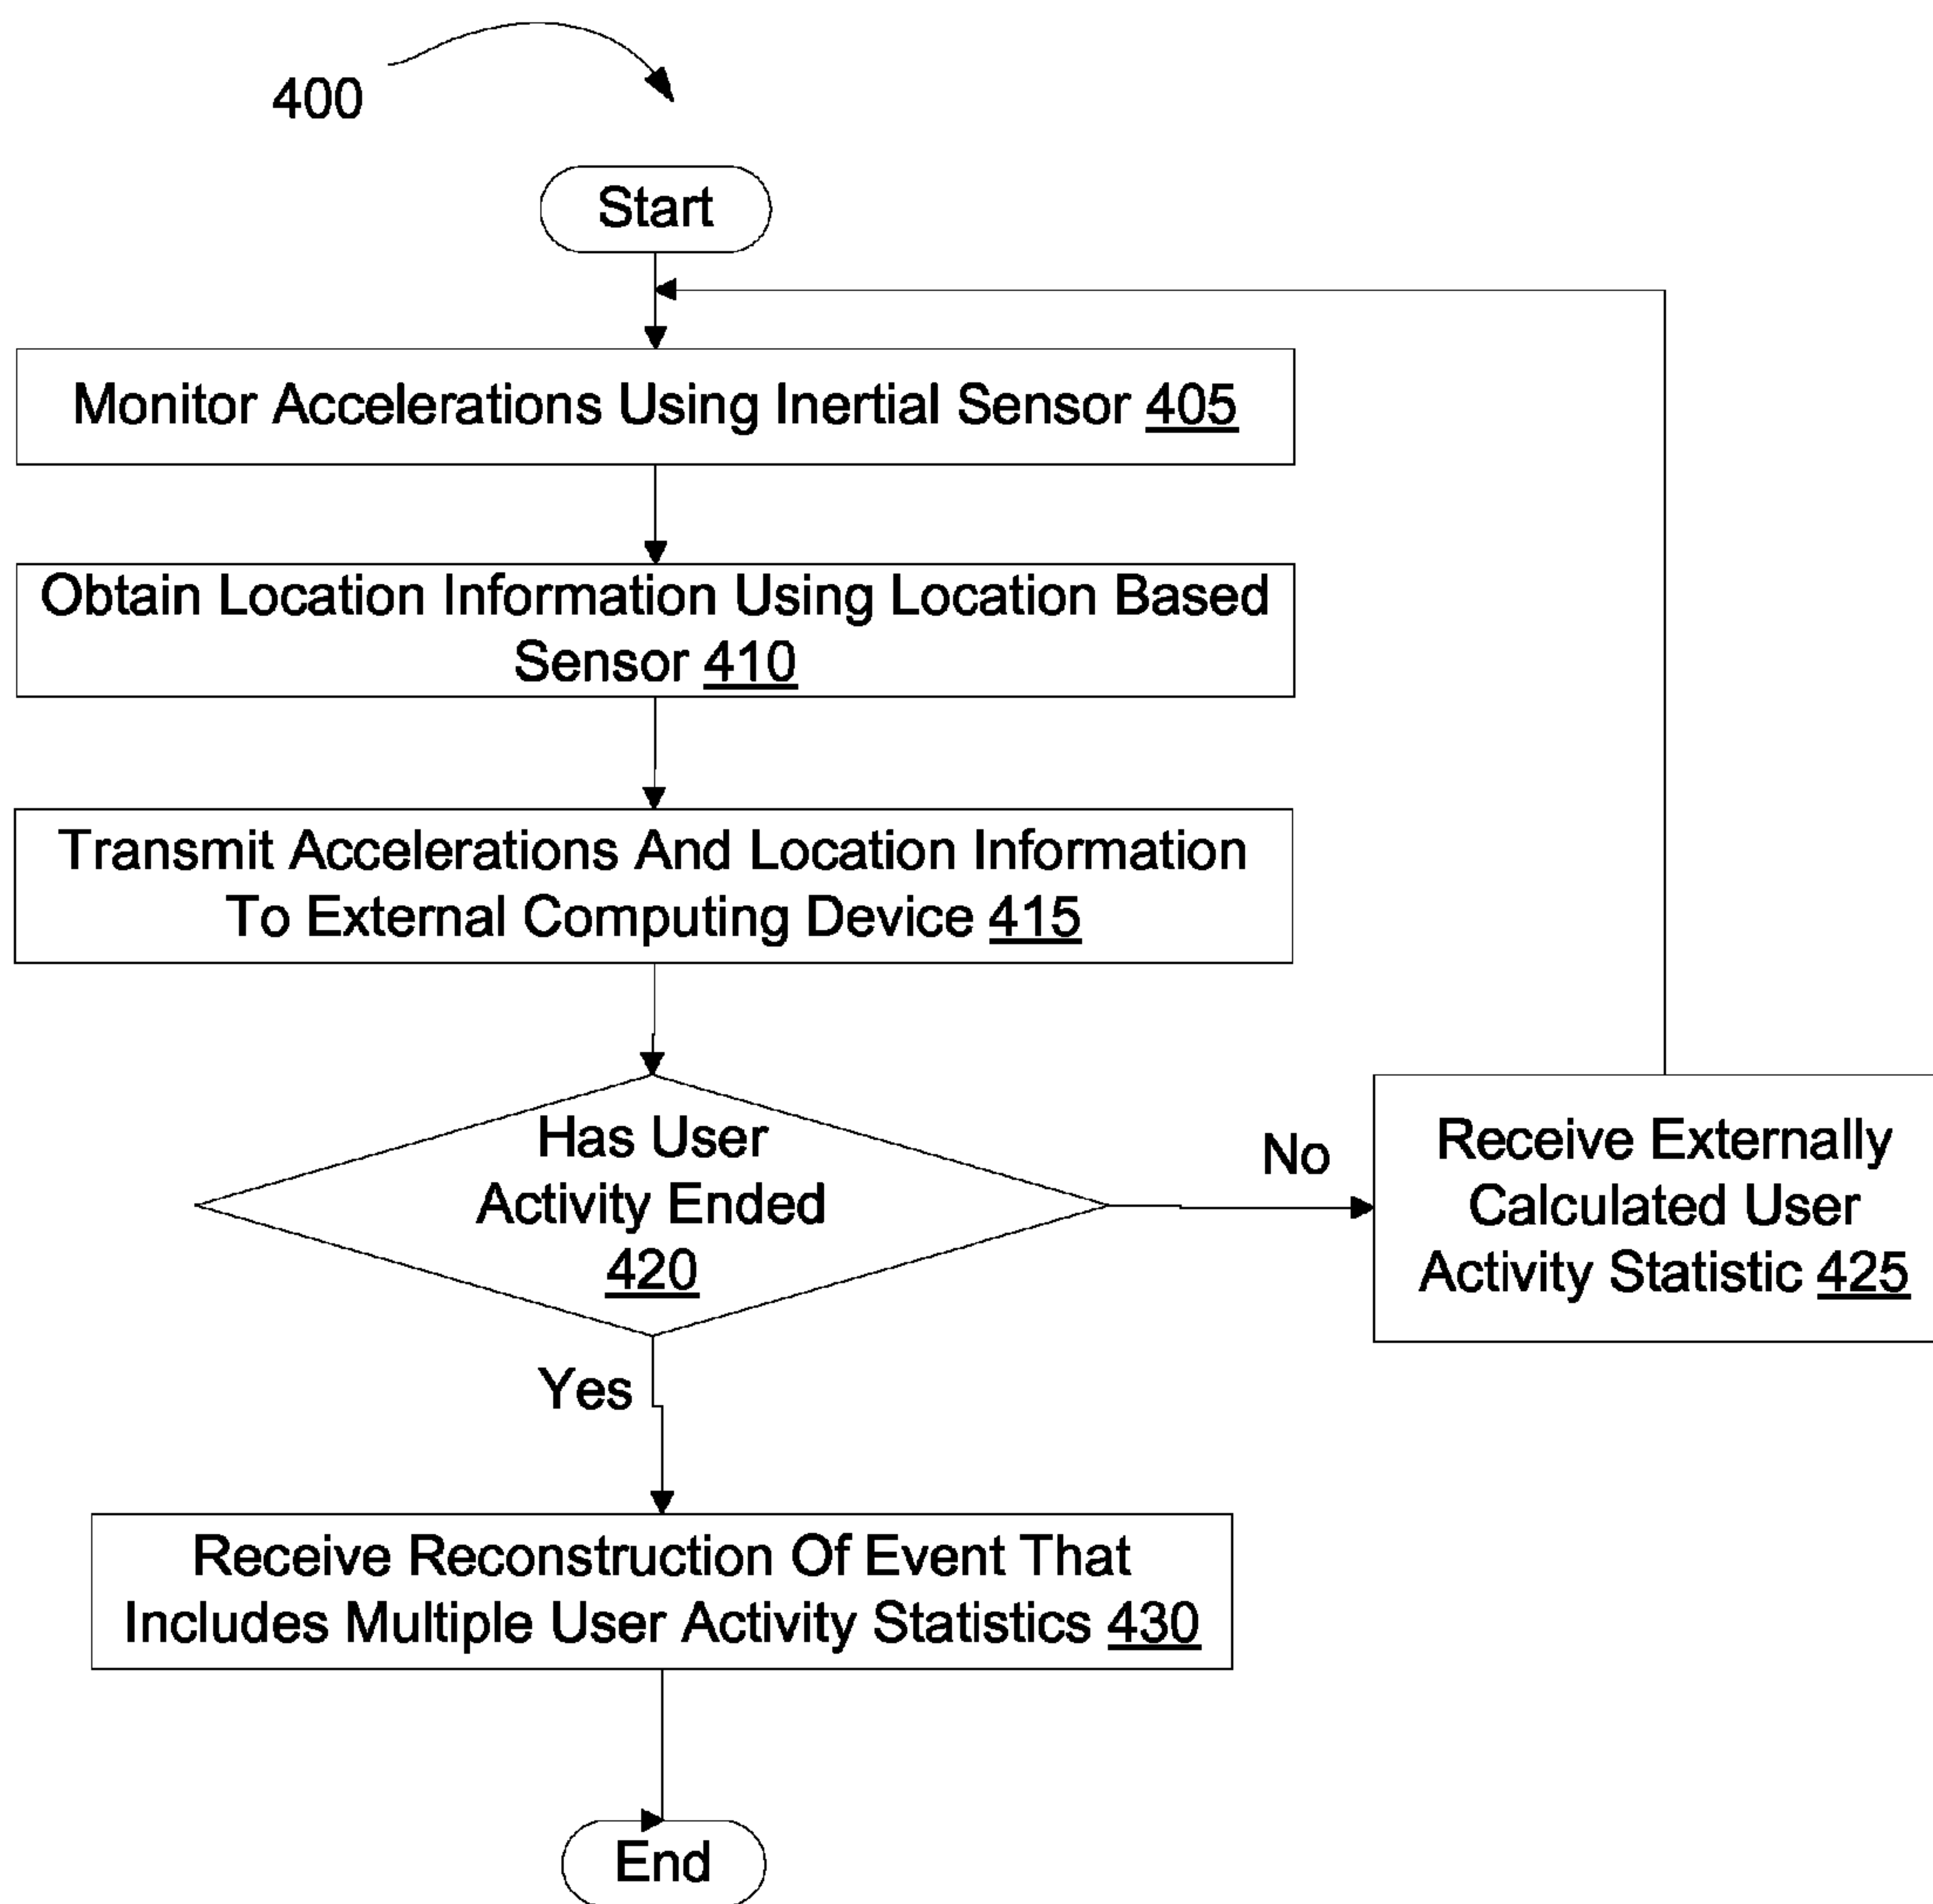 400
Start
Monitor Accelerations Using Inertial Sensor 405
Obtain Location Information Using Location Based
Sensor 410
Transmit Accelerations And Location Information
To External Computing Device 415
Has User
Activity Ended
420
No
Receive Externally
Calculated User
Activity Statistic 425
Yes
Receive Reconstruction Of Event That
Includes Multiple User Activity Statistics 430
End